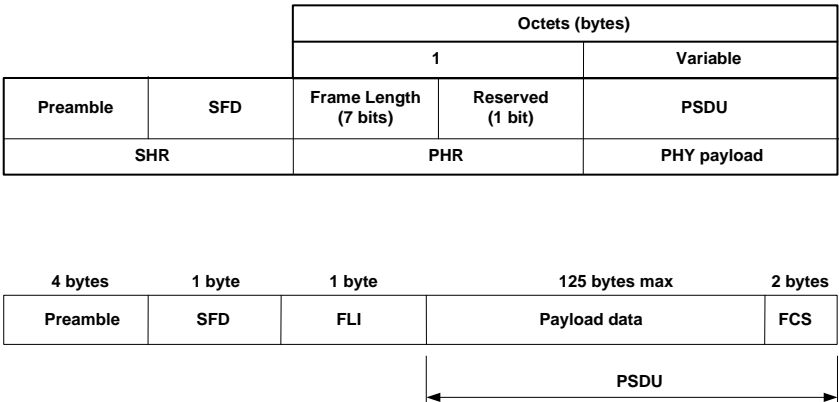 Octets (bytes)
1 Variable
Preamble SFD Frame Length (7 bits) Reserved (1 bit) PSDU
SHR PHR PHY payload
4 bytes 1 byte 1 byte 125 bytes max 2 bytes
Preamble SFD FLI Payload data FCS
PSDU